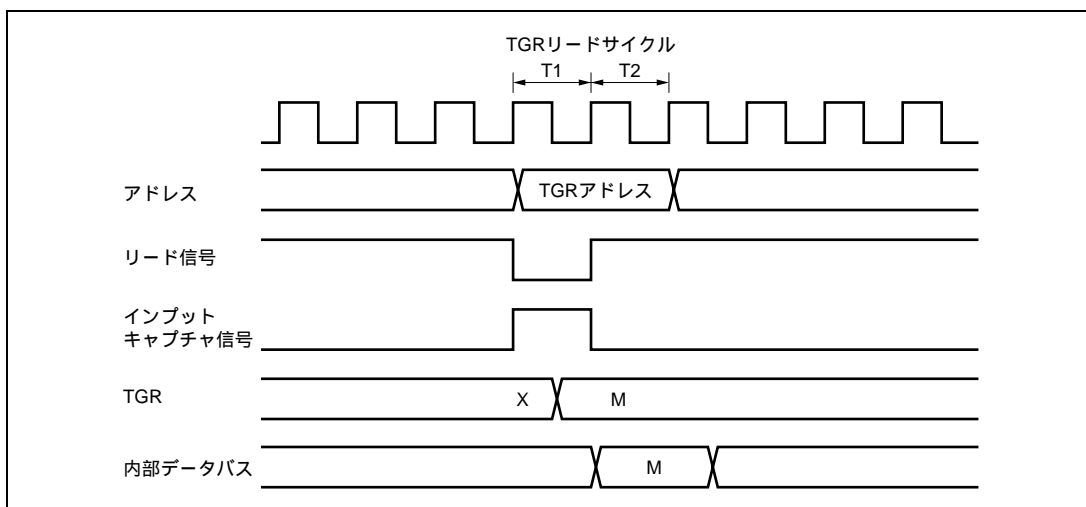 TGRリードサイクル
T1
T2
アドレス
TGRアドレス
リード信号
インプット
キャプチャ信号
TGR
X
M
内部データバス
M